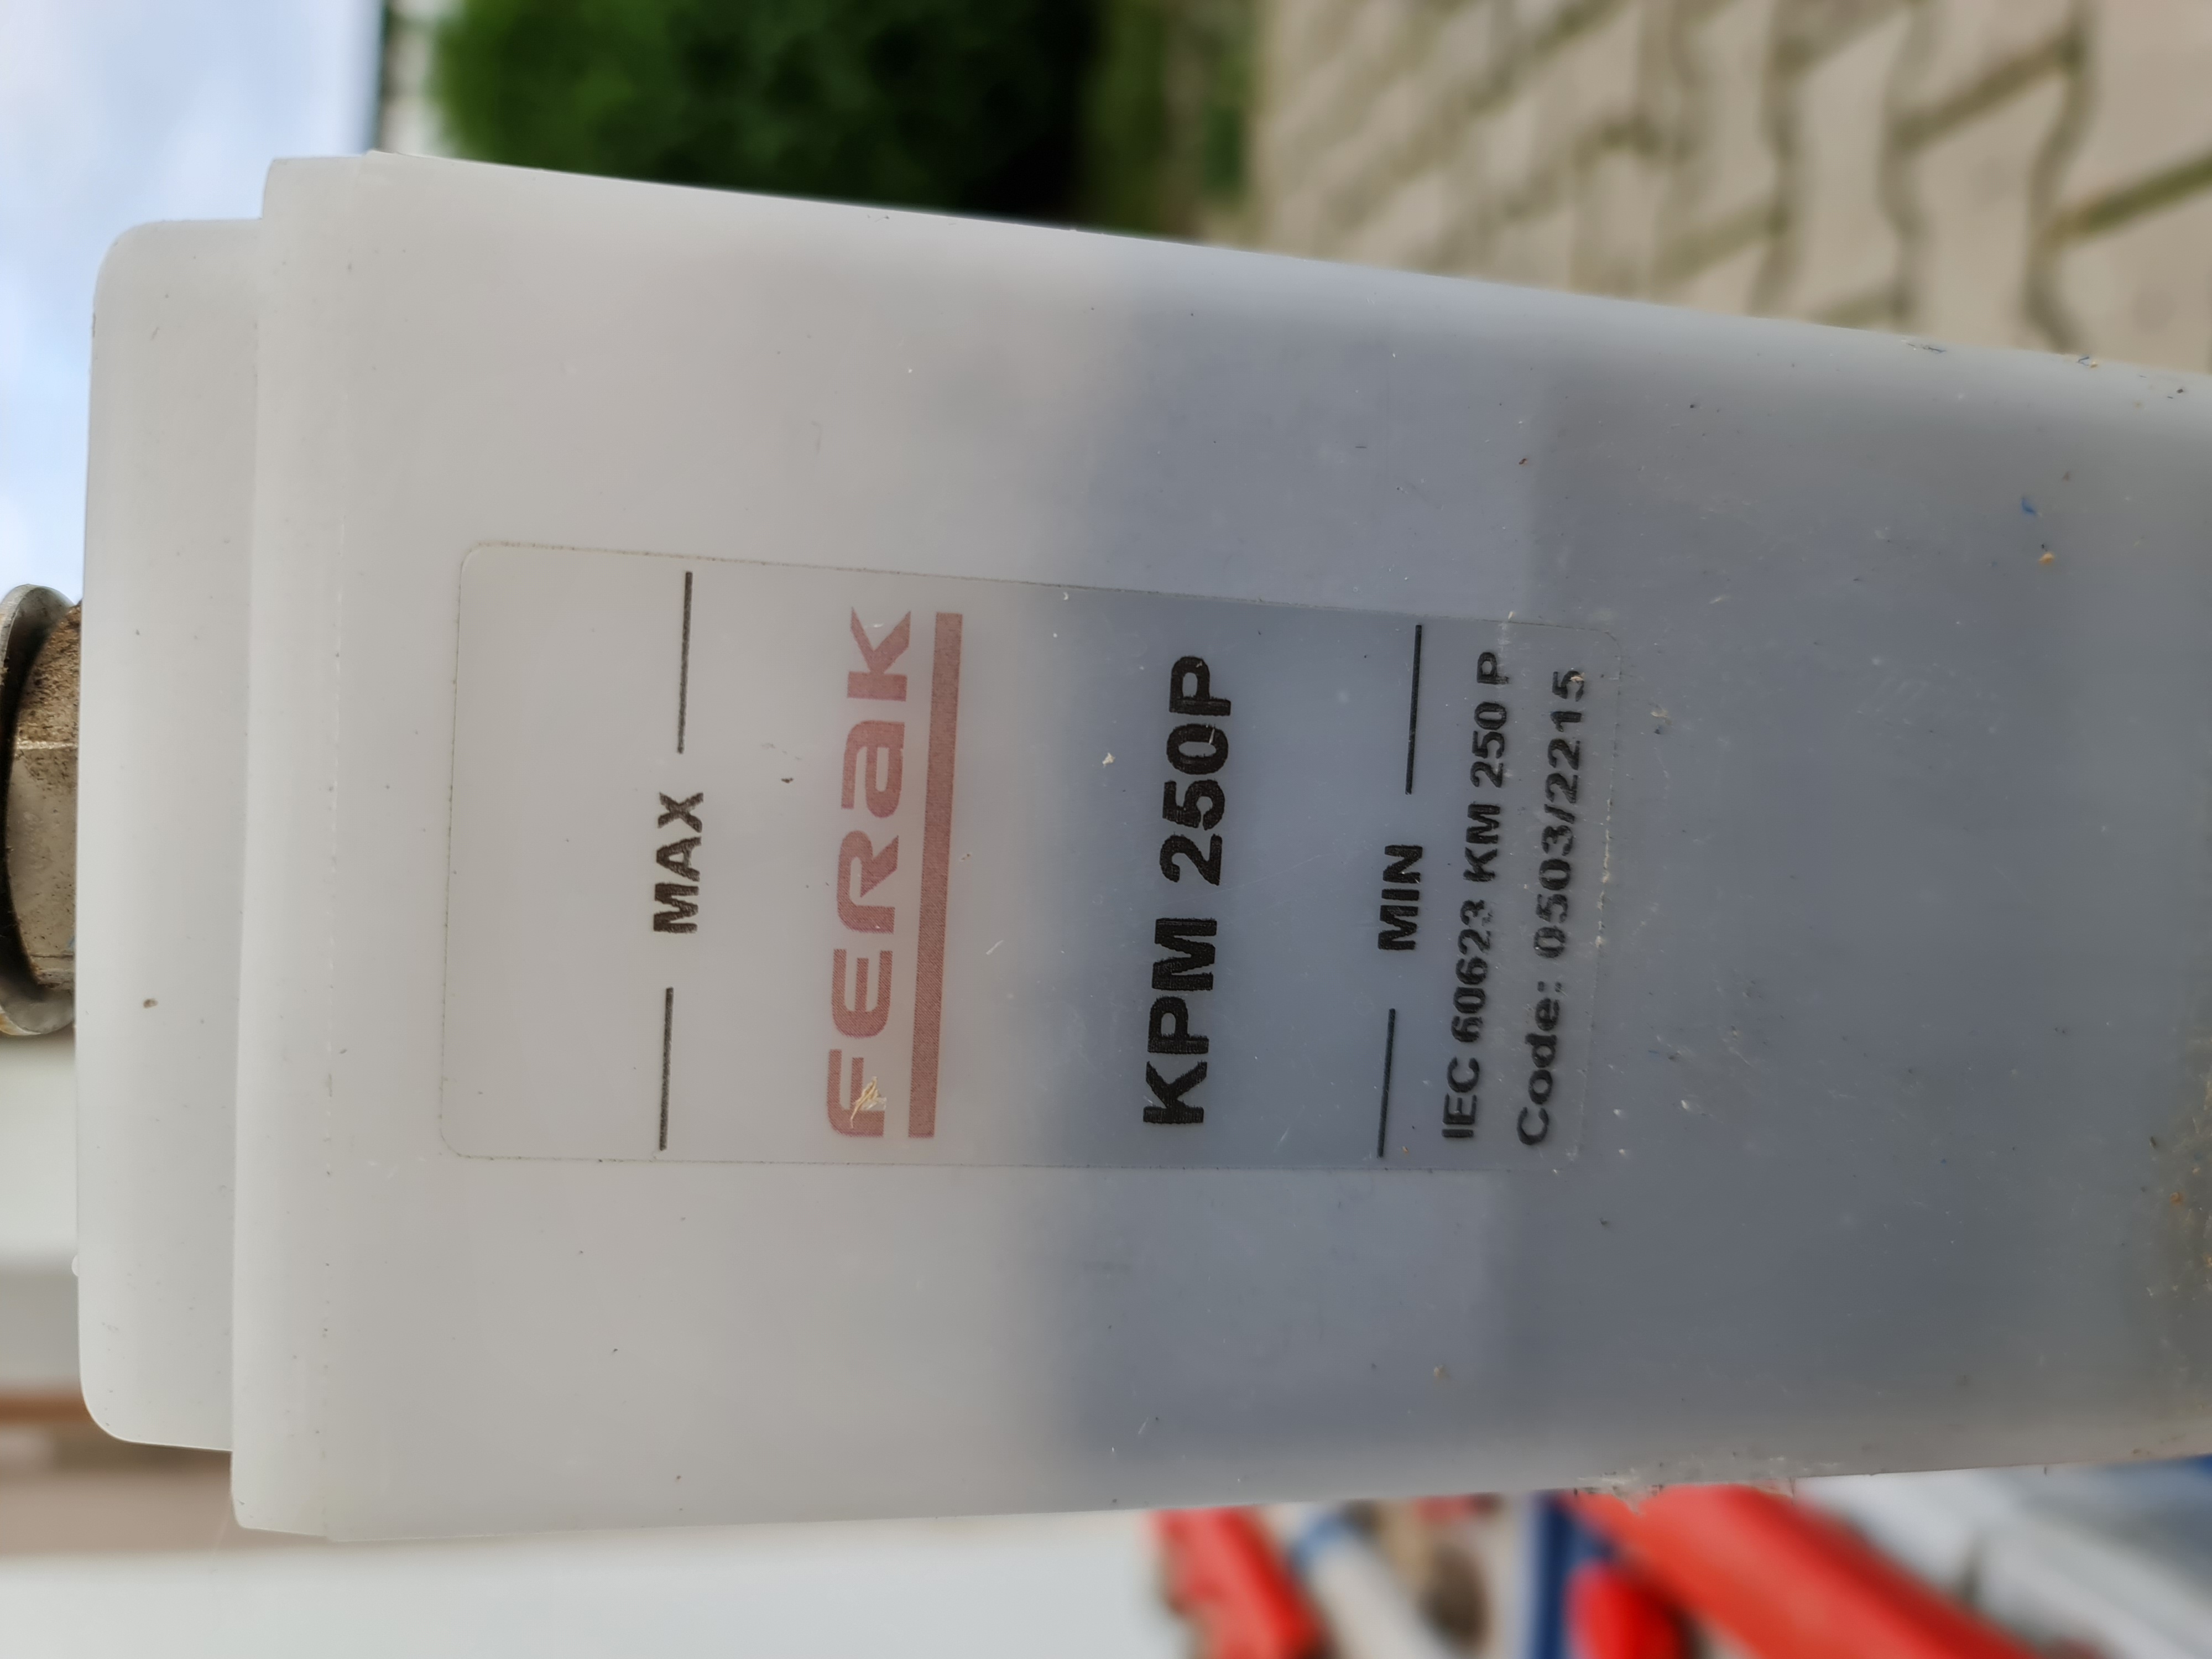 MAX
FERaK
KPM 250P
MIN
IEC 60623 KM 250 P
Code: 0503/2215